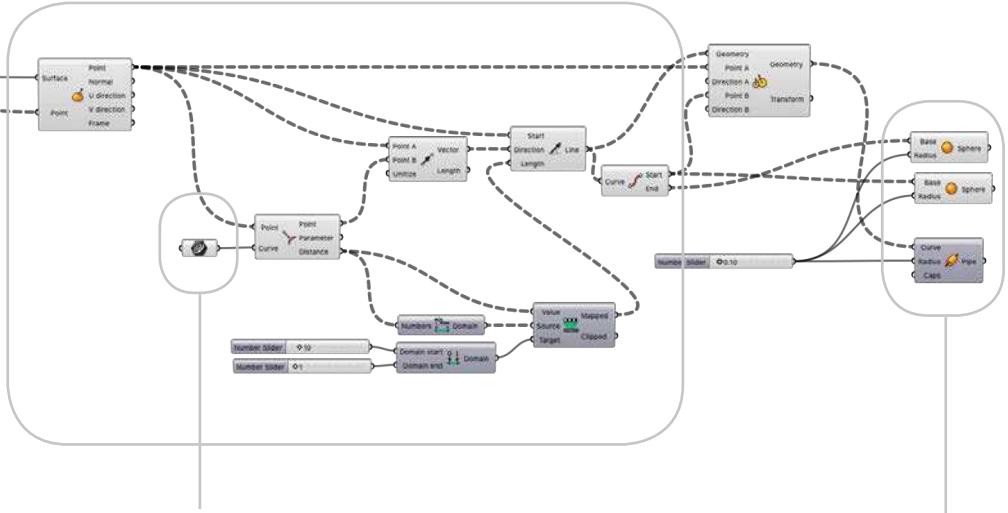 Surface
Point
Point
Normal
U direction
V direction
Frame
Geometry
Point A
Direction A
Point B
Direction B
Geometry
Transform
Point A
Point B
Unitize
Vector
Length
Start
Direction
Length
Line
Curve
Start
End
Base
Radius
Sphere
Base
Radius
Sphere
Point
Curve
Point
Parameter
Distance
Number Slider
0.10
Curve
Radius
Caps
Pipe
Numbers
Domain
Value
Source
Target
Mapped
Clipped
Number Slider
10
Number Slider
1
Domain start
Domain end
Domain